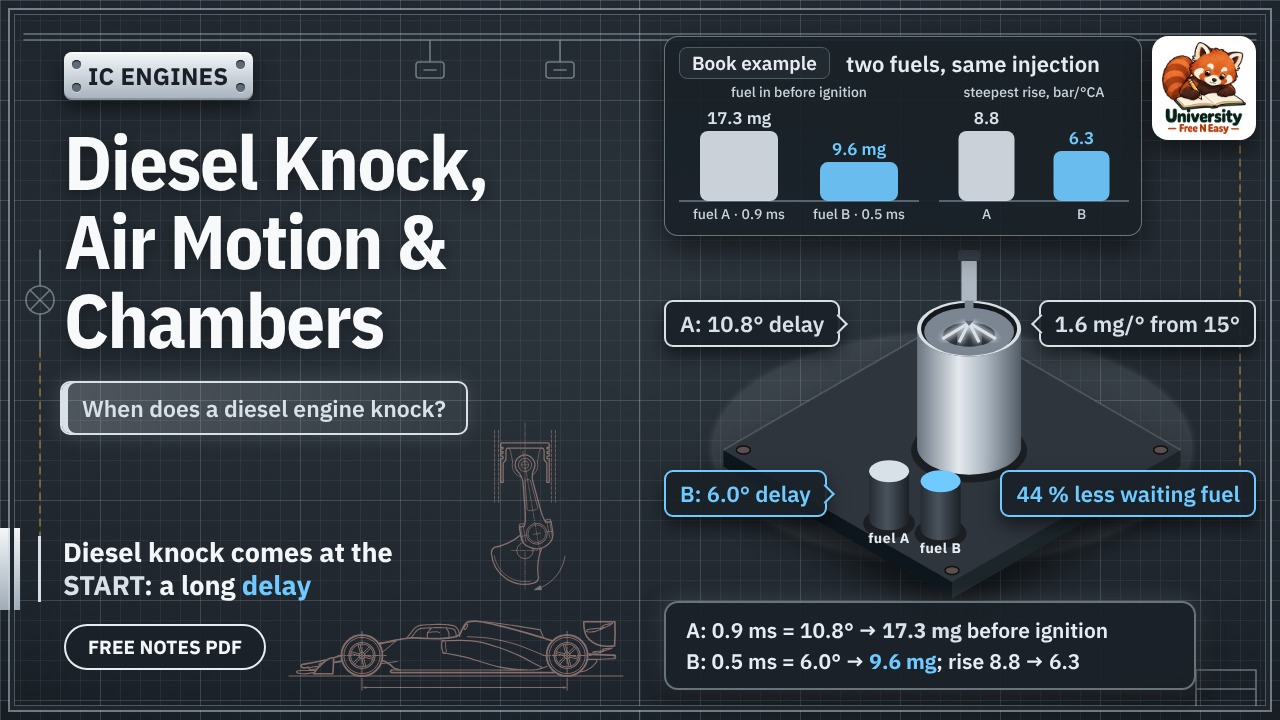 IC ENGINES
Diesel Knock,
Air Motion &
Chambers
When does a diesel engine knock?
Diesel knock comes at the
START: a long delay
FREE NOTES PDF
Book example
two fuels, same injection
fuel in before ignition
steepest rise, bar/°CA
17.3 mg
9.6 mg
8.8
6.3
fuel A · 0.9 ms
fuel B · 0.5 ms
A
B
University
Free N Easy
A: 10.8° delay
1.6 mg/° from 15°
B: 6.0° delay
44 % less waiting fuel
fuel A
fuel B
A: 0.9 ms = 10.8° → 17.3 mg before ignition
B: 0.5 ms = 6.0° → 9.6 mg; rise 8.8 → 6.3